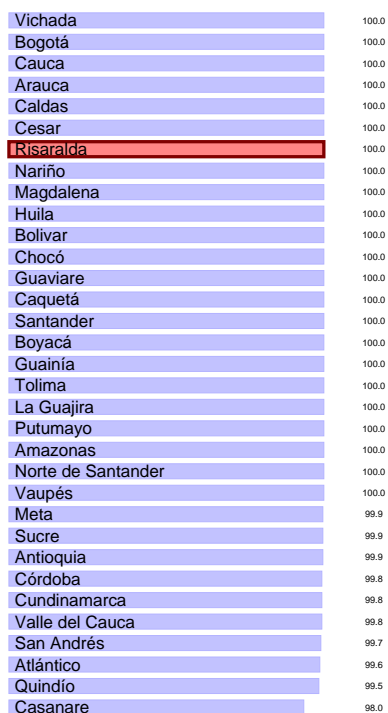 Vichada 100.0
Bogotá 100.0
Cauca 100.0
Arauca 100.0
Caldas 100.0
Cesar 100.0
Risaralda 100.0
Nariño 100.0
Magdalena 100.0
Huila 100.0
Bolivar 100.0
Chocó 100.0
Guaviare 100.0
Caquetá 100.0
Santander 100.0
Boyacá 100.0
Guainía 100.0
Tolima 100.0
La Guajira 100.0
Putumayo 100.0
Amazonas 100.0
Norte de Santander 100.0
Vaupés 100.0
Meta 99.9
Sucre 99.9
Antioquia 99.9
Córdoba 99.8
Cundinamarca 99.8
Valle del Cauca 99.8
San Andrés 99.7
Atlántico 99.6
Quindío 99.5
Casanare 98.0